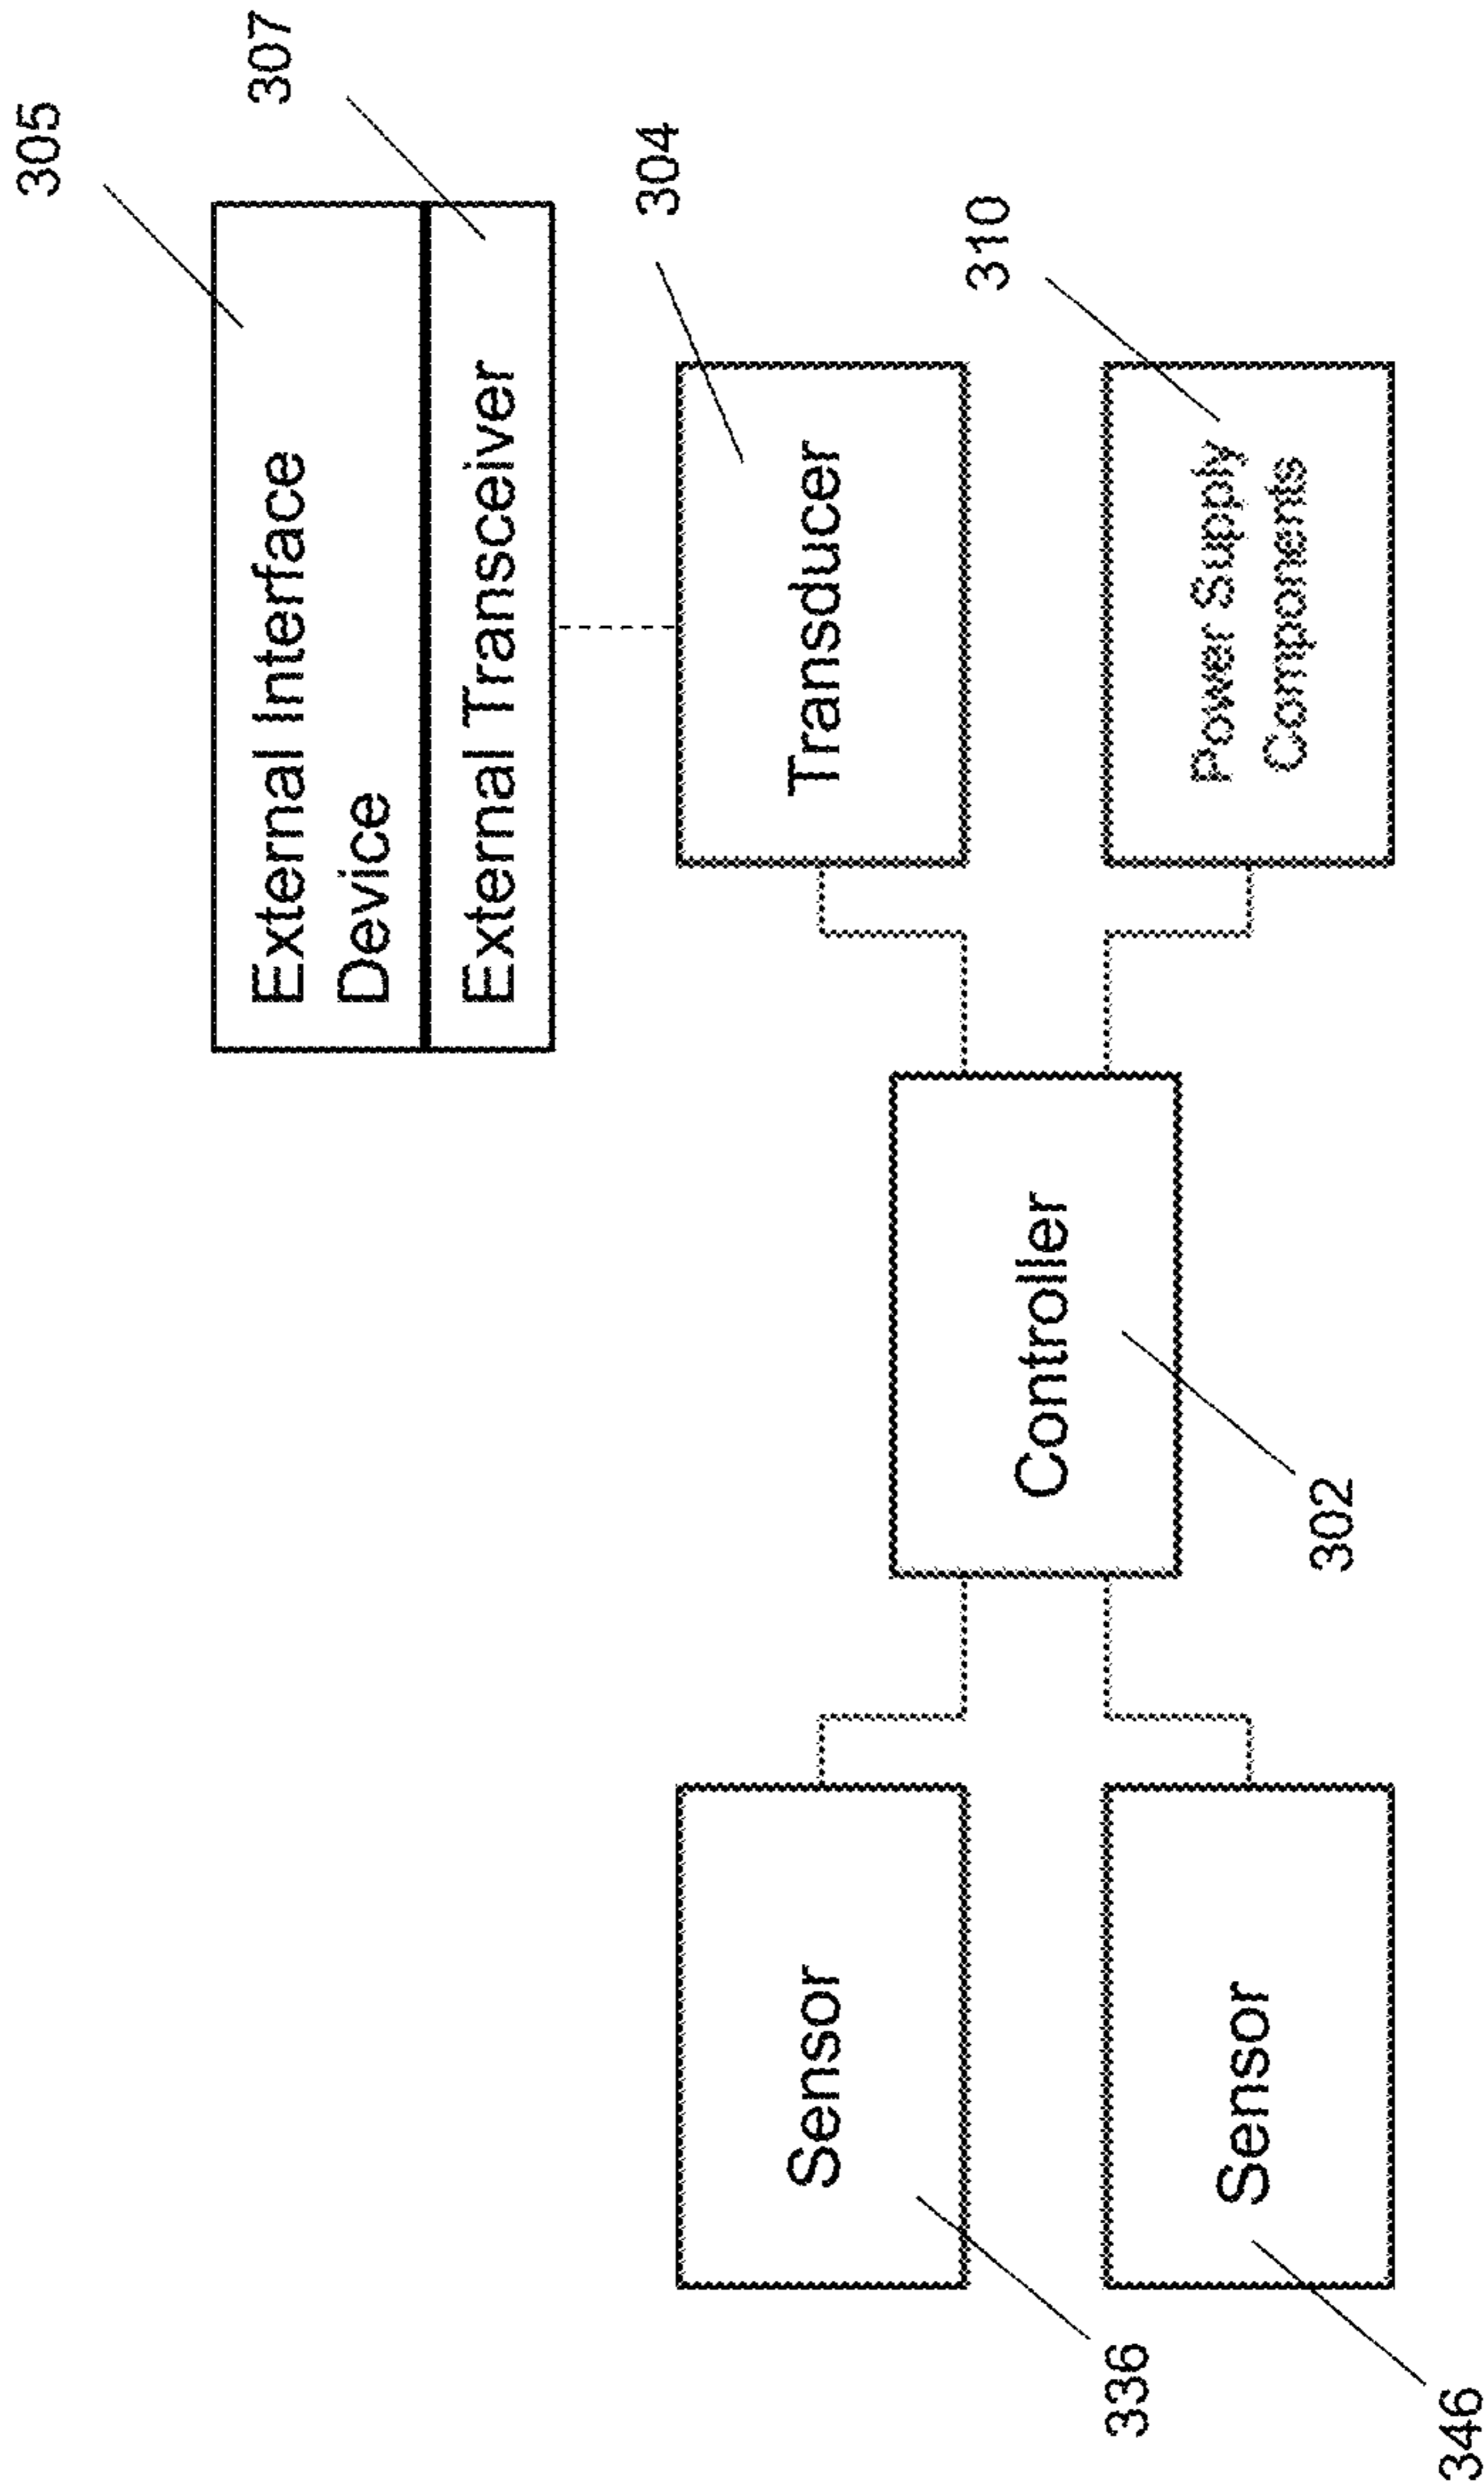 305
External Interface
Device
307
External Transceiver
304
Transducer
310
Power Supply
Components
Controller
302
Sensor
336
Sensor
346